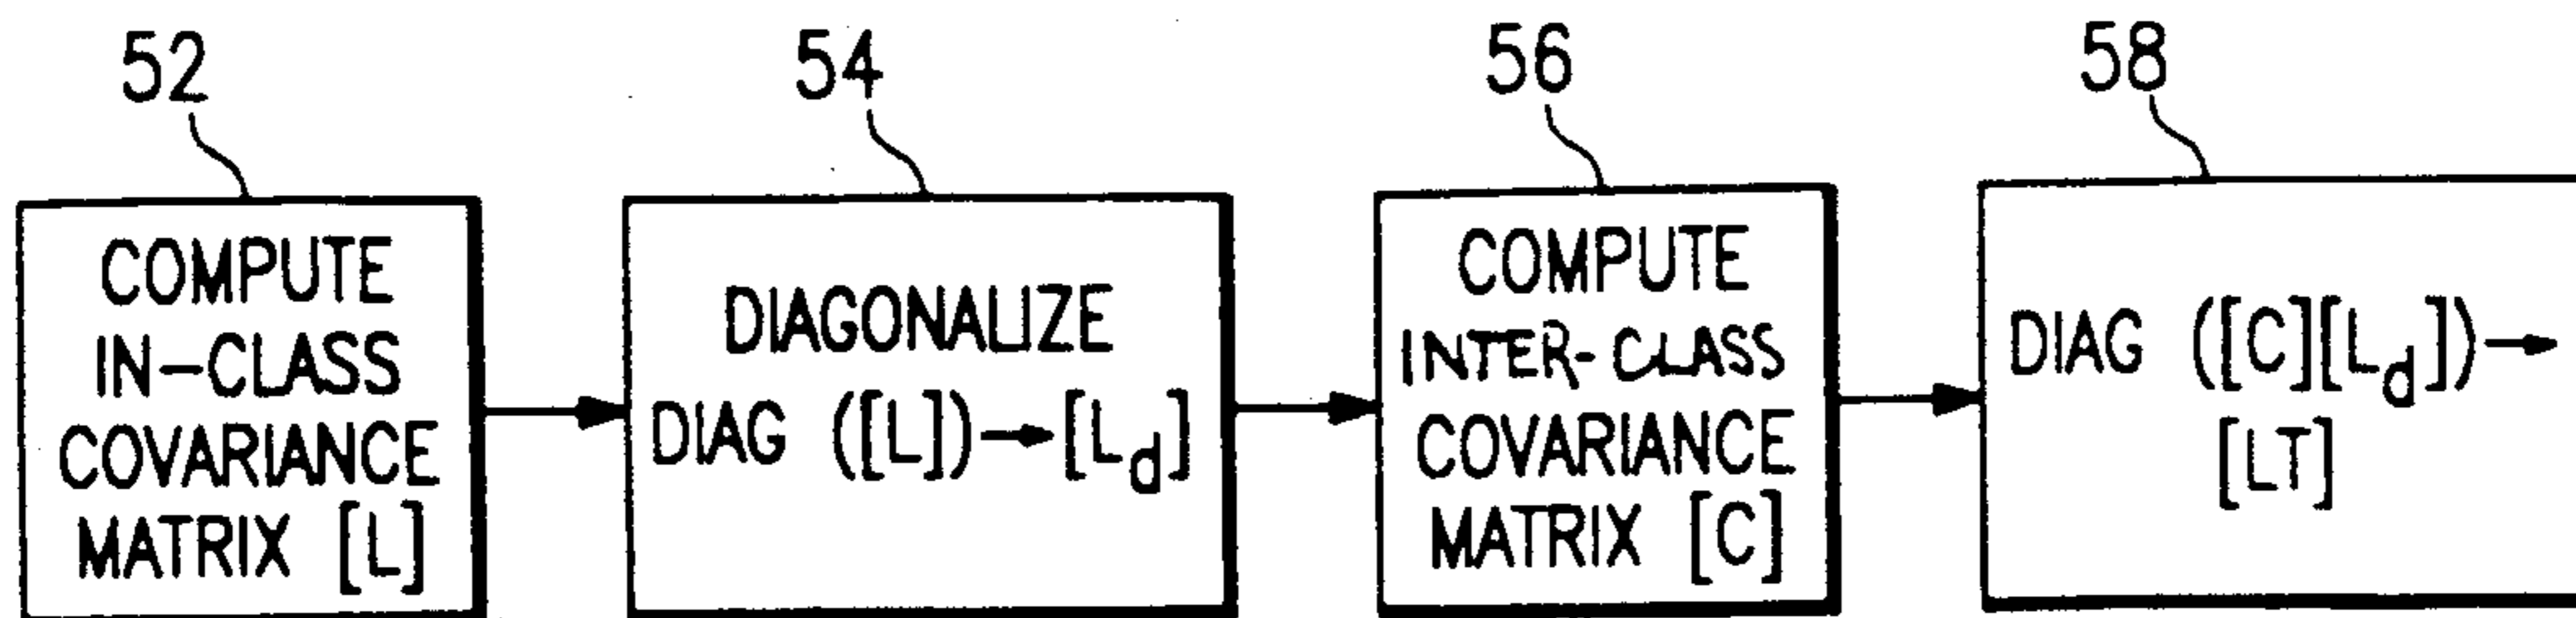 52
COMPUTE
IN-CLASS
COVARIANCE
MATRIX [L]
54
DIAGONALIZE
DIAG ([L])→[Ld]
56
COMPUTE
INTER-CLASS
COVARIANCE
MATRIX [C]
58
DIAG ([C][Ld])→
[LT]